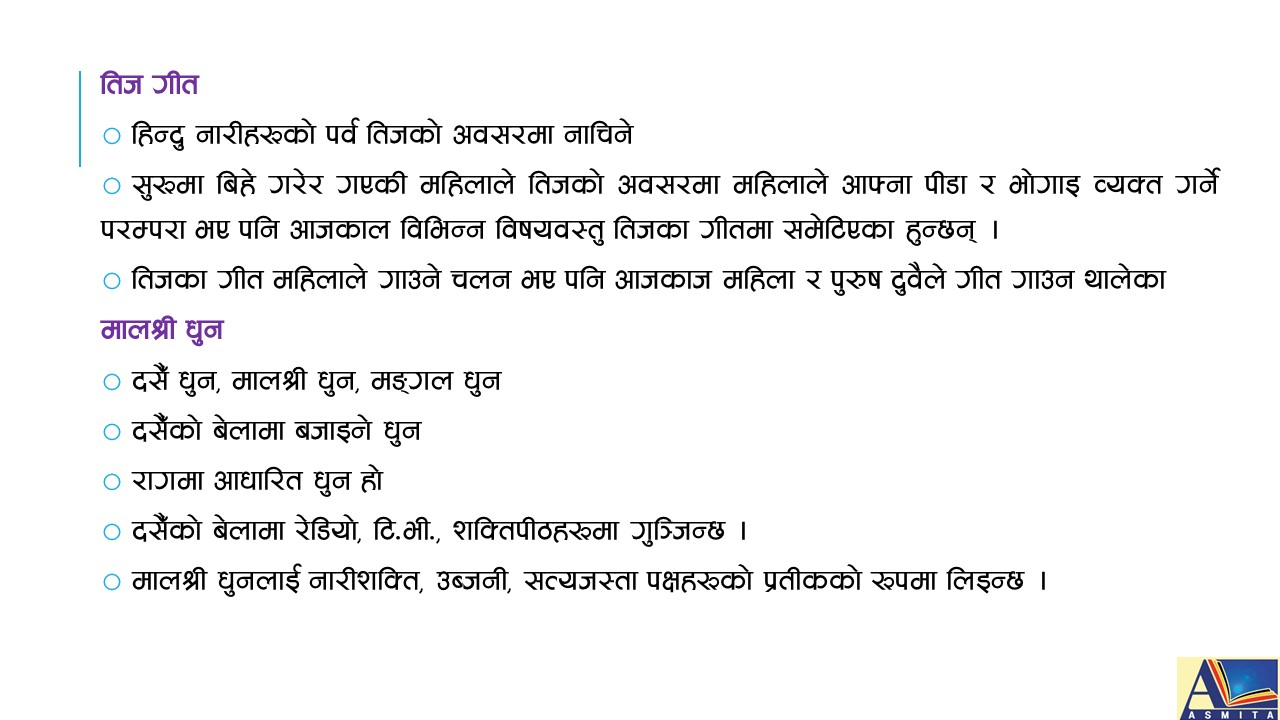 तिज गीत
○ हिन्दु नारीहरूको पर्व तिजको अवसरमा नाचिने
○ सुरुमा बिहे गरेर गएकी महिलाले तिजको अवसरमा महिलाले आफ्ना पीडा र भोगाइ व्यक्त गर्ने
परम्परा भए पनि आजकाल विभिन्न विषयवस्तु तिजका गीतमा समेटिएका हुन्छन् ।
○ तिजका गीत महिलाले गाउने चलन भए पनि आजकाज महिला र पुरुष दुवैले गीत गाउन थालेका
मालश्री धुन
○ दसैँ धुन, मालश्री धुन, मङ्गल धुन
○ दसैँको बेलामा बजाइने धुन
○ रागमा आधारित धुन हो
○ दसैँको बेलामा रेडियो, टि.भी., शक्तिपीठहरुमा गुञ्जिन्छ ।
○ मालश्री धुनलाई नारीशक्ति, उब्जनी, सत्यजस्ता पक्षहरूको प्रतीकको रुपमा लिइन्छ ।
ASMITA